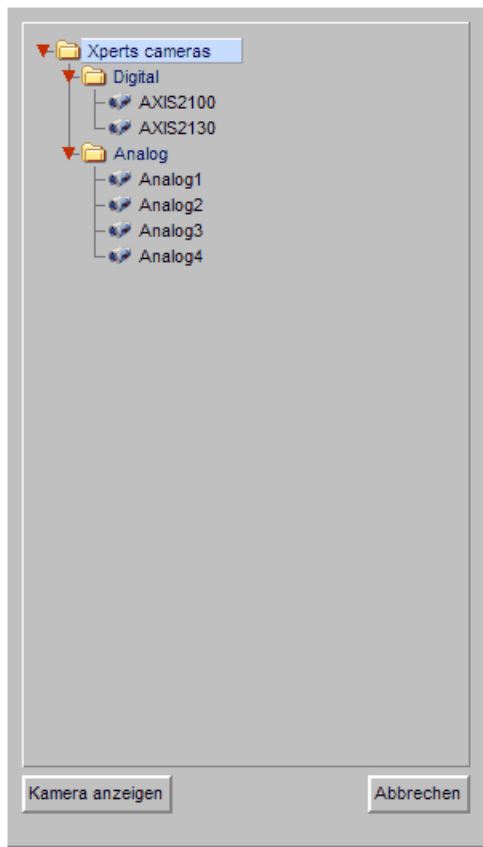 Xperts cameras
Digital
AXIS2100
AXIS2130
Analog
Analog1
Analog2
Analog3
Analog4
Kamera anzeigen Abbrechen